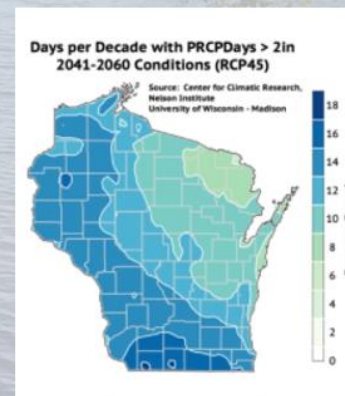 Days per Decade with PRCPDays > 2in
2041-2060 Conditions (RCP45)
Source: Center for Climatic Research,
Nelson Institute
University of Wisconsin - Madison
18
16
14
12
10
8
6
4
2
0